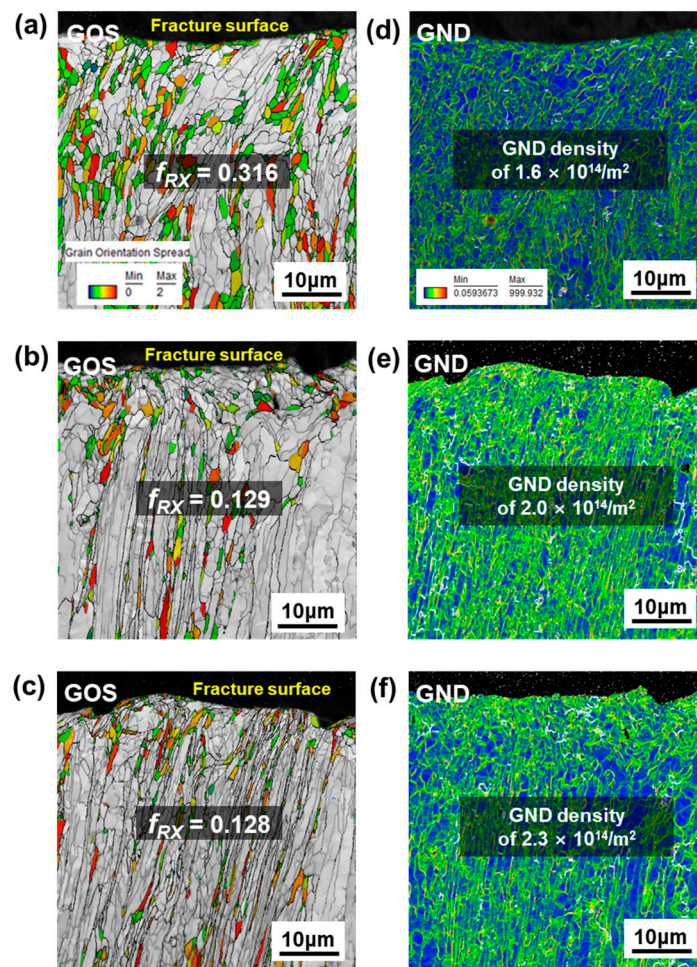 (a)
GOS
Fracture surface
f_RX = 0.316
Grain Orientation Spread
Min Max
0 2
10μm
(d)
GND
GND density
of 1.6 × 10¹⁴/m²
Min Max
0.0593673 999.932
10μm
(b)
GOS
Fracture surface
f_RX = 0.129
10μm
(e)
GND
GND density
of 2.0 × 10¹⁴/m²
10μm
(c)
GOS
Fracture surface
f_RX = 0.128
10μm
(f)
GND
GND density
of 2.3 × 10¹⁴/m²
10μm